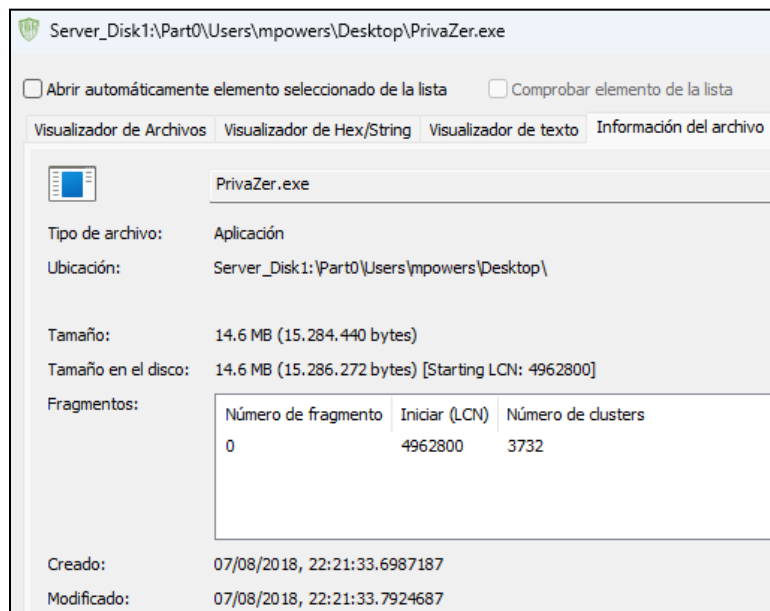 Server_Disk1:\Part0\Users\mpowers\Desktop\PrivaZer.exe
Abrir automáticamente elemento seleccionado de la lista Comprobar elemento de la lista
Visualizador de Archivos Visualizador de Hex/String Visualizador de texto Información del archivo
PrivaZer.exe
Tipo de archivo: Aplicación
Ubicación: Server_Disk1:\Part0\Users\mpowers\Desktop\
Tamaño: 14.6 MB (15.284.440 bytes)
Tamaño en el disco: 14.6 MB (15.286.272 bytes) [Starting LCN: 4962800]
Fragmentos:
Número de fragmento Iniciar (LCN) Número de clusters
0 4962800 3732
Creado: 07/08/2018, 22:21:33.6987187
Modificado: 07/08/2018, 22:21:33.7924687